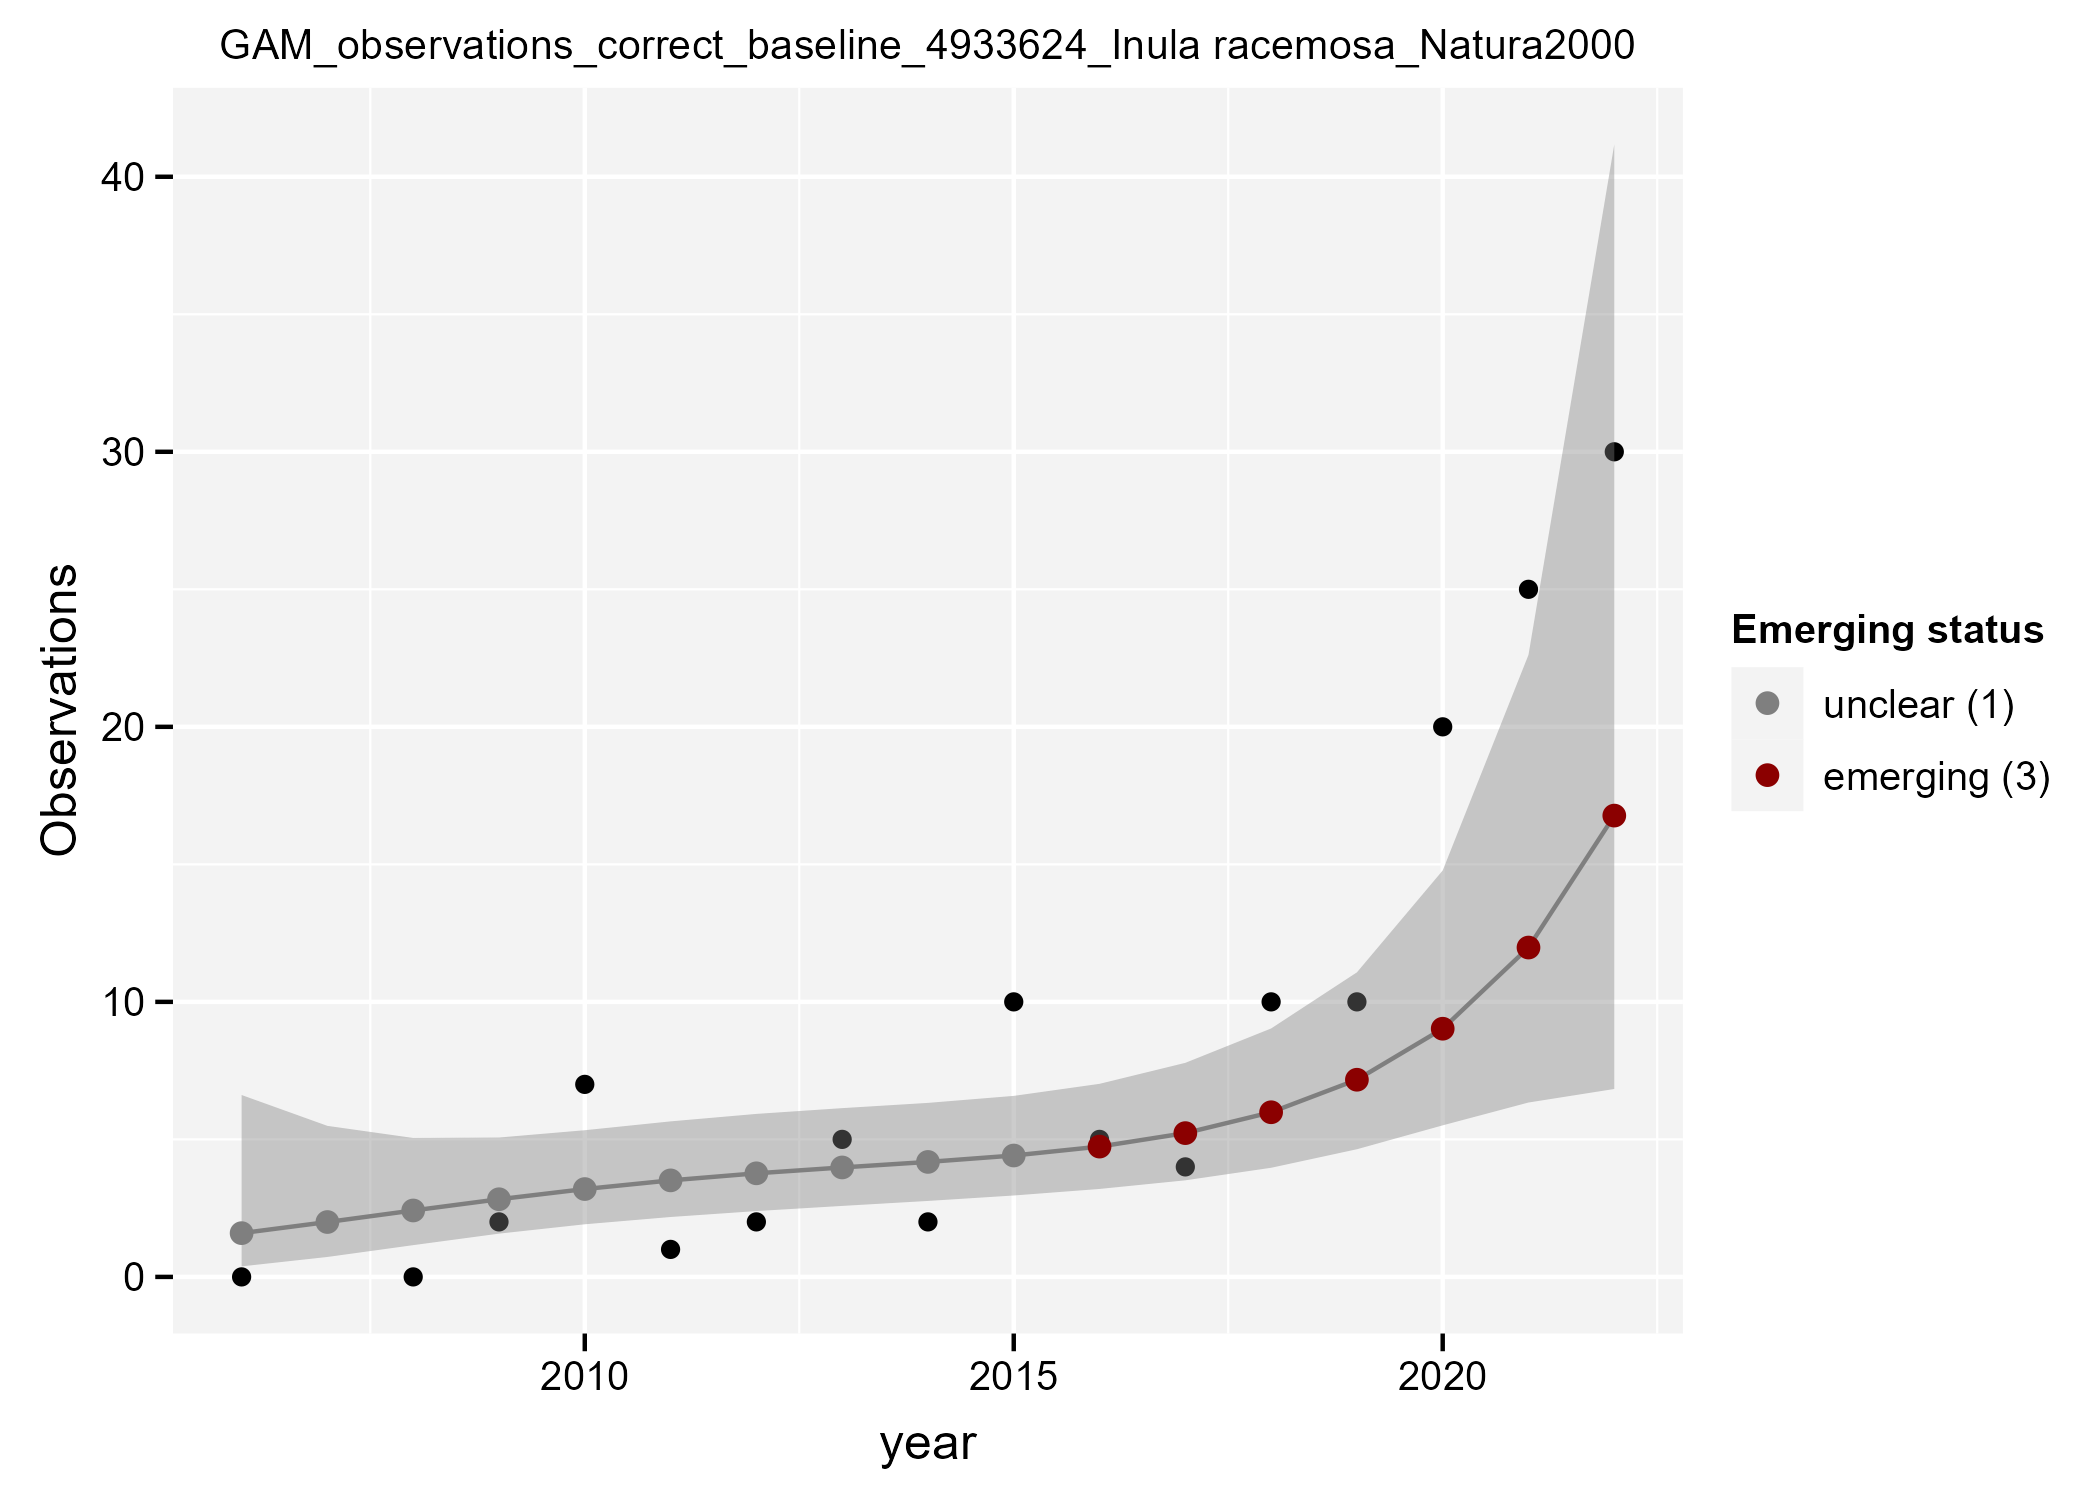 GAM_observations_correct_baseline_4933624_Inula racemosa_Natura2000
40
30
20
10
0
Observations
2010
2015
2020
year
Emerging status
unclear (1)
emerging (3)